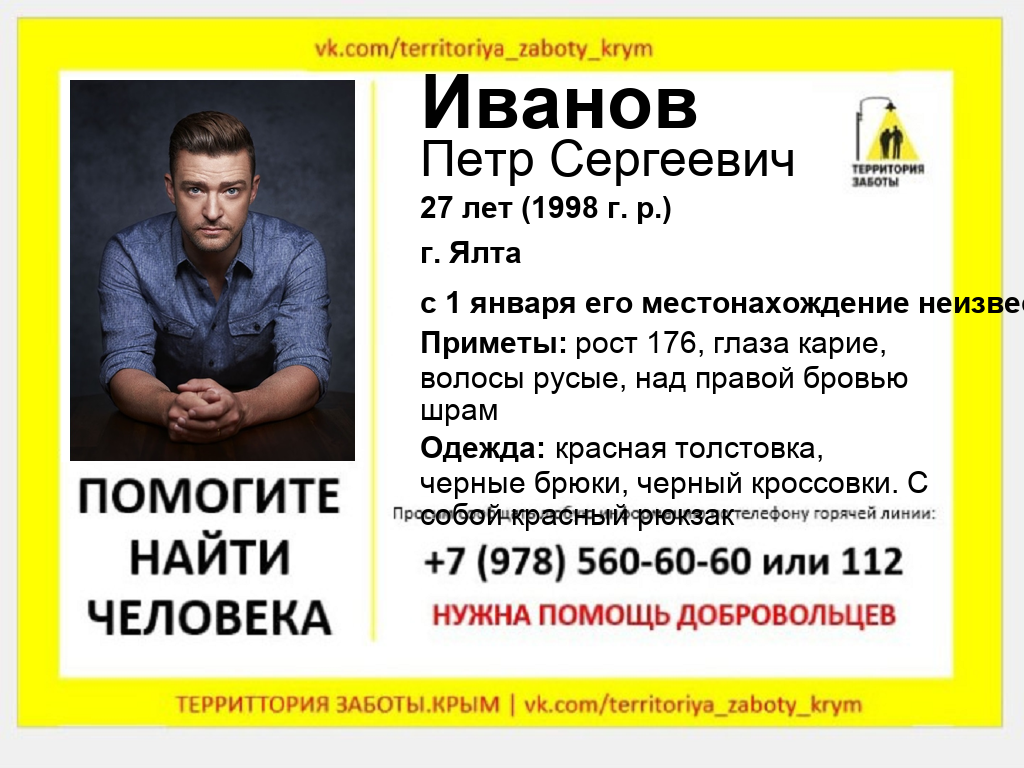 vk.com/territoriya_zaboty_krym
Иванов
Петр Сергеевич
ТЕРРИТОРИЯ
ЗАБОТЫ
27 лет (1998 г. р.)
г. Ялта
с 1 января его местонахождение неизвес
Приметы: рост 176, глаза карие,
волосы русые, над правой бровью
шрам
Одежда: красная толстовка,
черные брюки, черный кроссовки. С
собой красный рюкзак
телефону горячей линии:
+7 (978) 560-60-60 или 112
НУЖНА ПОМОЩЬ ДОБРОВОЛЬЦЕВ
ПОМОГИТЕ
НАЙТИ
ЧЕЛОВЕКА
ТЕРРИТТОРИЯ ЗАБОТЫ.КРЫМ | vk.com/territoriya_zaboty_krym